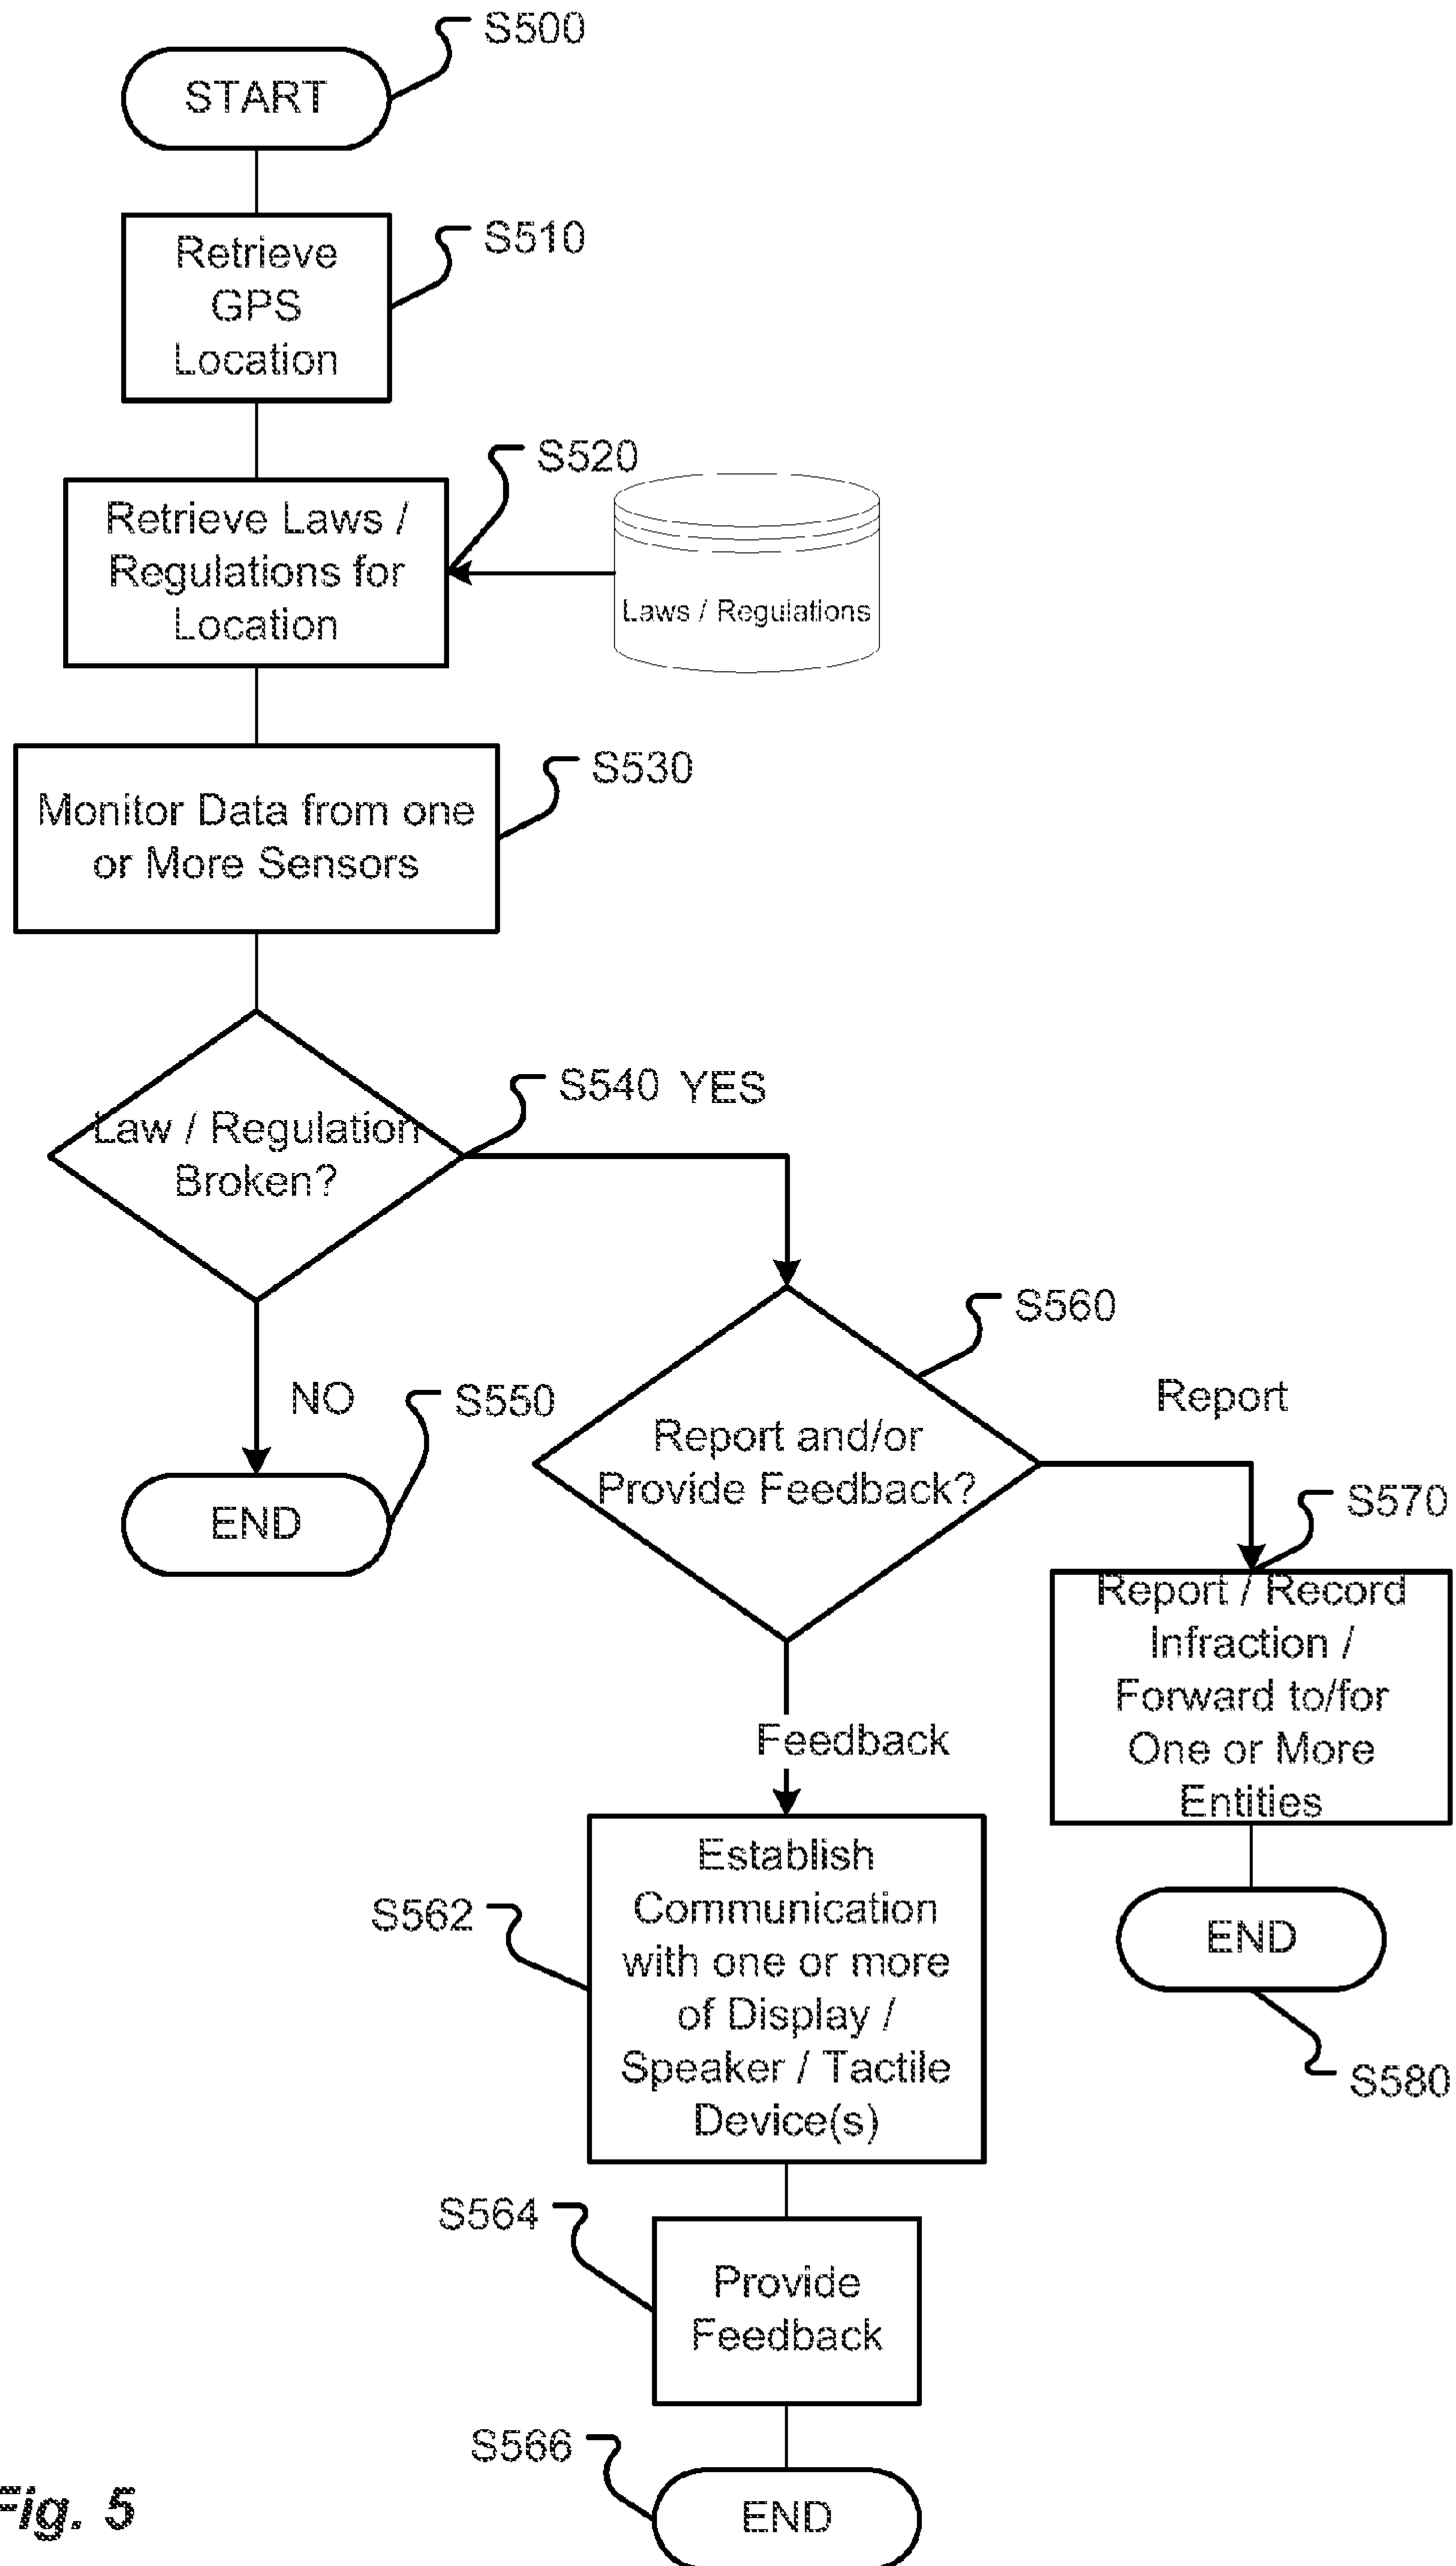 S500
START
S510
Retrieve
GPS
Location
S520
Retrieve Laws /
Regulations for
Location
Laws / Regulations
S530
Monitor Data from one
or More Sensors
S540 YES
Law / Regulation
Broken?
S560
NO
S550
Report
Report and/or
Provide Feedback?
END
S570
Report / Record
Infraction /
Forward to/for
One or More
Entities
Feedback
Establish
Communication
with one or more
of Display /
Speaker / Tactile
Device(s)
S562
END
S580
S564
Provide
Feedback
S566
END
Fig. 5